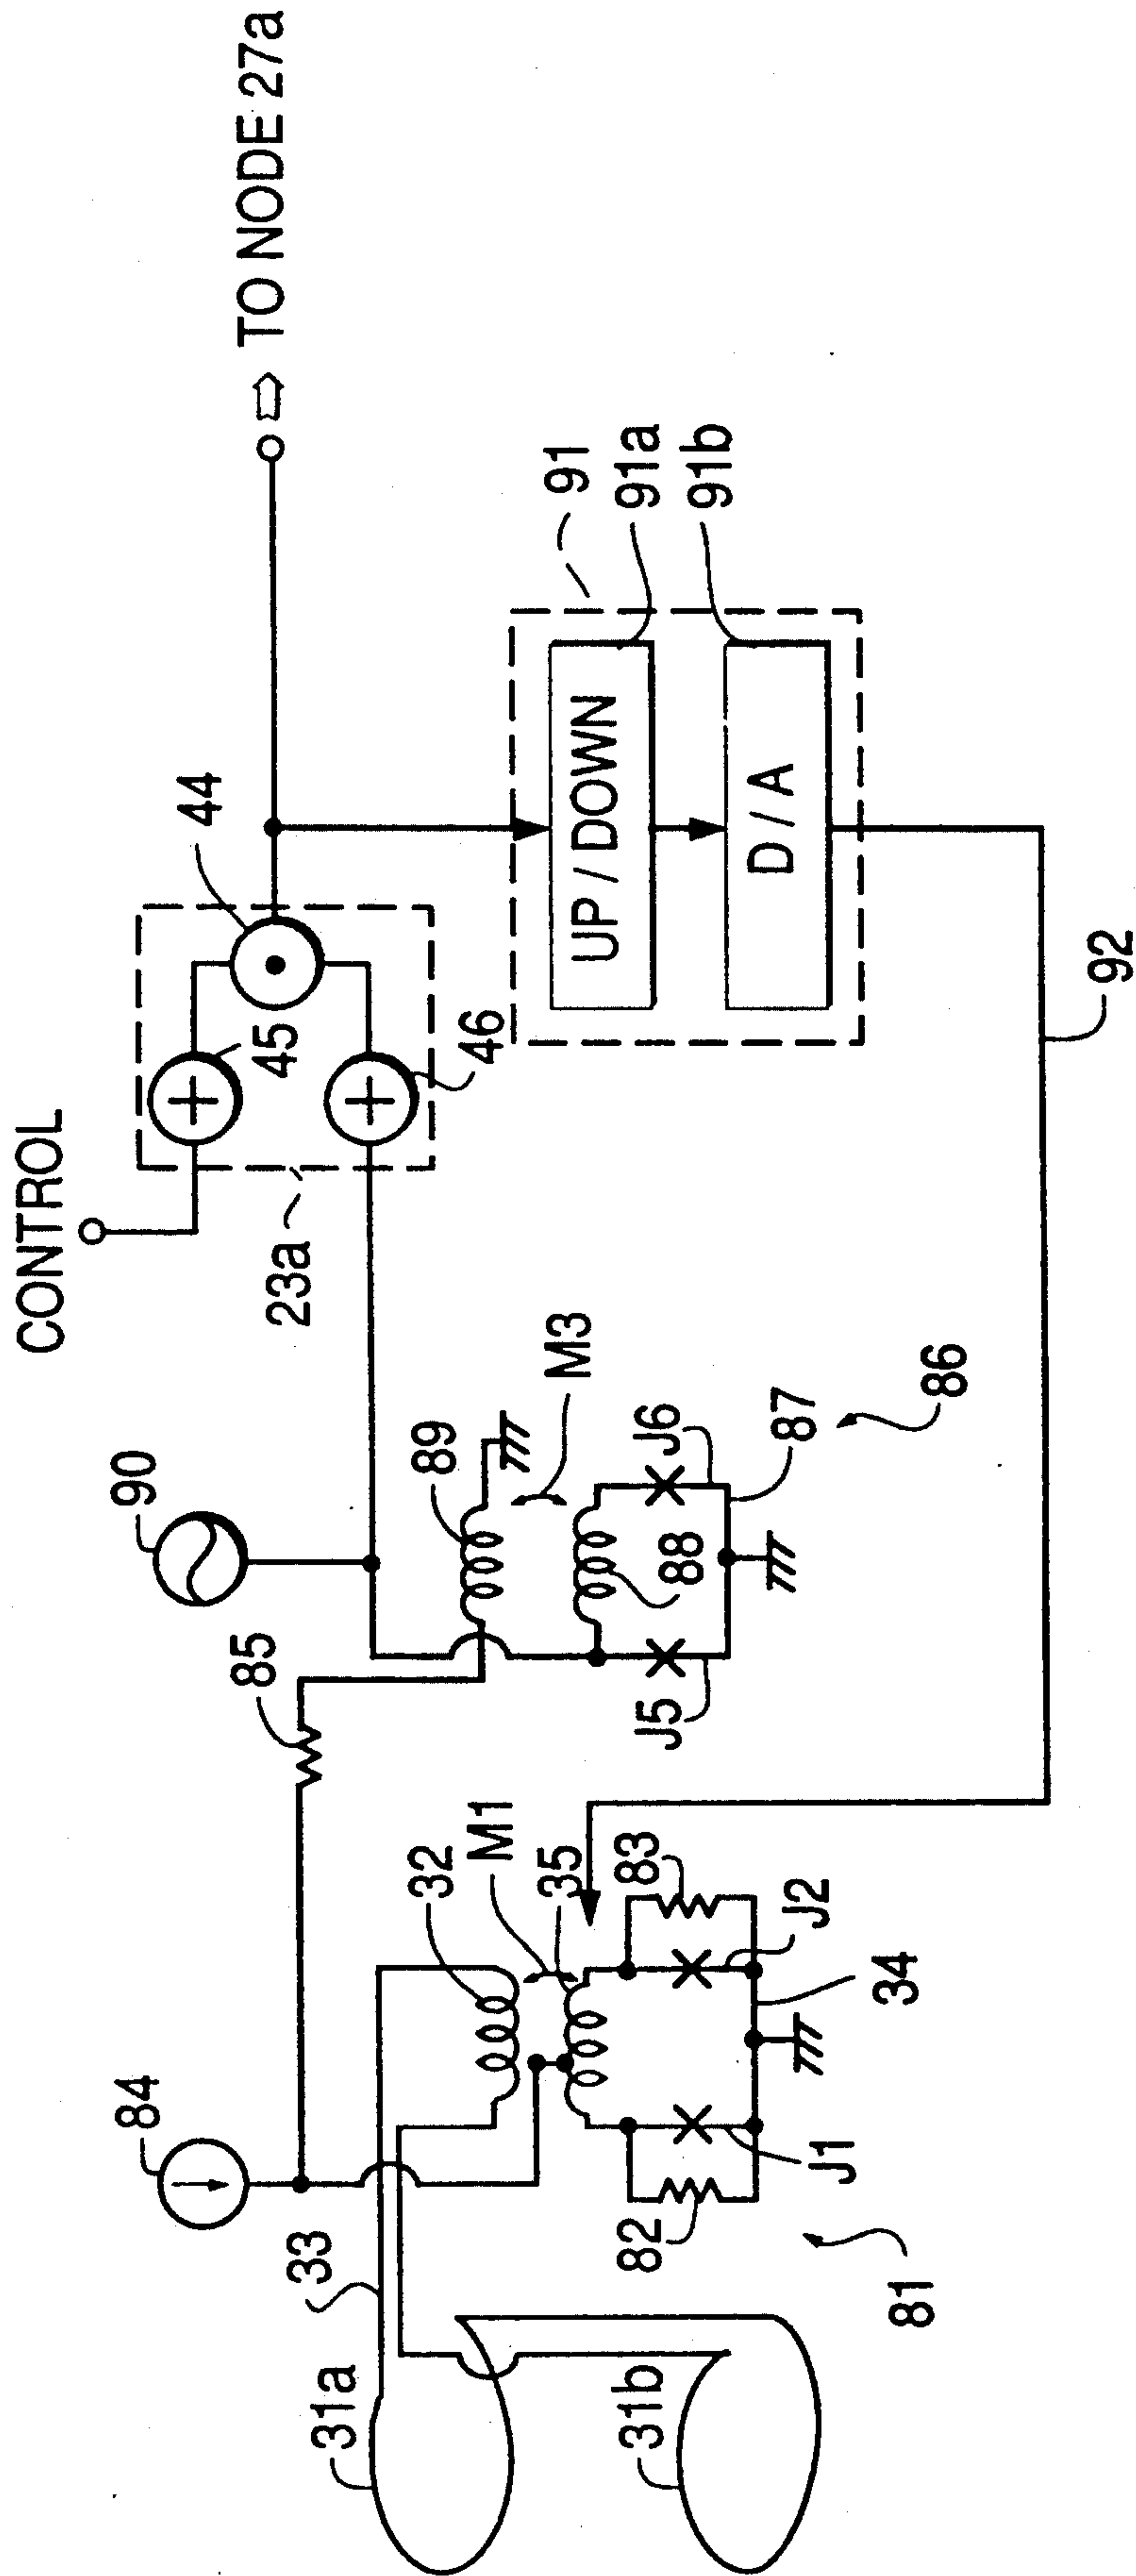 CONTROL
TO NODE 27a
44
45
46
23a
90
85
89
M3
88
J6
J5
87
86
84
33
32
M1
35
83
J2
34
J1
82
81
31a
31b
91
91a
91b
UP / DOWN
D / A
92